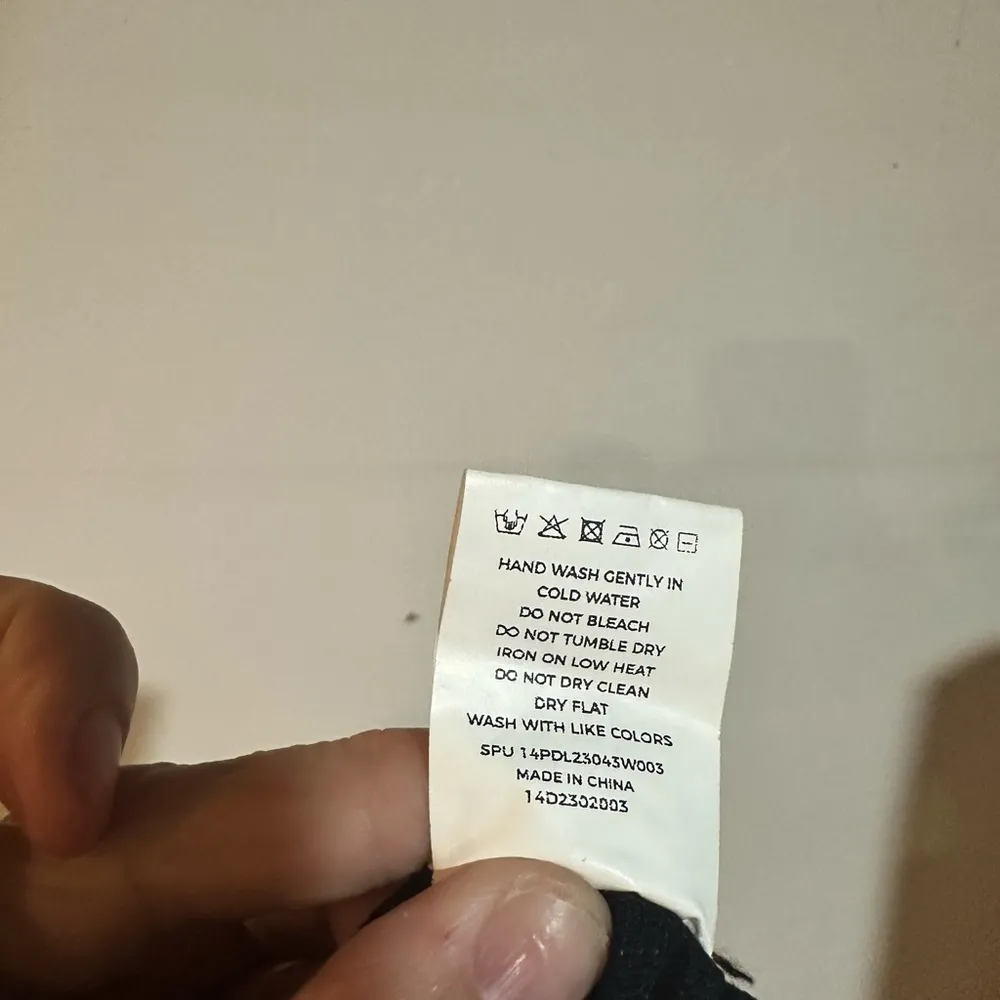 HAND WASH GENTLY IN
COLD WATER
DO NOT BLEACH
DO NOT TUMBLE DRY
IRON ON LOW HEAT
DO NOT DRY CLEAN
DRY FLAT
WASH WITH LIKE COLORS
SPU 14PDL23043W003
MADE IN CHINA
14D2302003